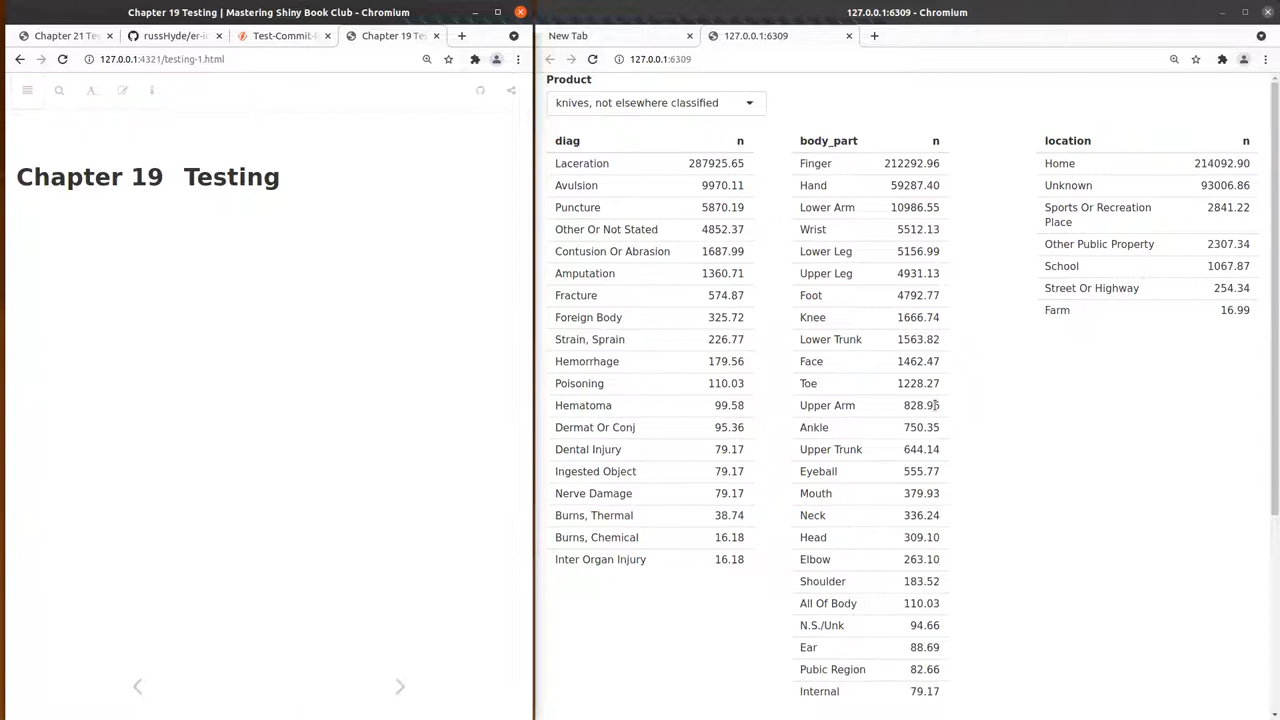 Chapter 19 Testing | Mastering Shiny Book Club - Chromium
Chapter 21 Te
russHyde/er-
Test-Commit-
Chapter 19 Te
127.0.0.1:4321/testing-1.html
Chapter 19 Testing
127.0.0.1:6309 - Chromium
New Tab
127.0.0.1:6309
127.0.0.1:6309
Product
knives, not elsewhere classified
diag n
Laceration 287925.65
Avulsion 9970.11
Puncture 5870.19
Other Or Not Stated 4852.37
Contusion Or Abrasion 1687.99
Amputation 1360.71
Fracture 574.87
Foreign Body 325.72
Strain, Sprain 226.77
Hemorrhage 179.56
Poisoning 110.03
Hematoma 99.58
Dermat Or Conj 95.36
Dental Injury 79.17
Ingested Object 79.17
Nerve Damage 79.17
Burns, Thermal 38.74
Burns, Chemical 16.18
Inter Organ Injury 16.18
body_part n
Finger 212292.96
Hand 59287.40
Lower Arm 10986.55
Wrist 5512.13
Lower Leg 5156.99
Upper Leg 4931.13
Foot 4792.77
Knee 1666.74
Lower Trunk 1563.82
Face 1462.47
Toe 1228.27
Upper Arm
Ankle 750.35
Upper Trunk 644.14
Eyeball 555.77
Mouth 379.93
Neck 336.24
Head 309.10
Elbow 263.10
Shoulder 183.52
All Of Body 110.03
N.S./Unk 94.66
Ear 88.69
Pubic Region 82.66
Internal 79.17
location n
Home 214092.90
Unknown 93006.86
Sports Or Recreation 2841.22
Place
Other Public Property 2307.34
School 1067.87
Street Or Highway 254.34
Farm 16.99